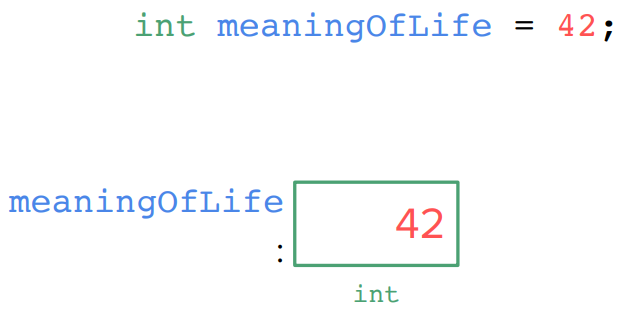 int meaningOfLife = 42;
meaningOfLife
:
42
int